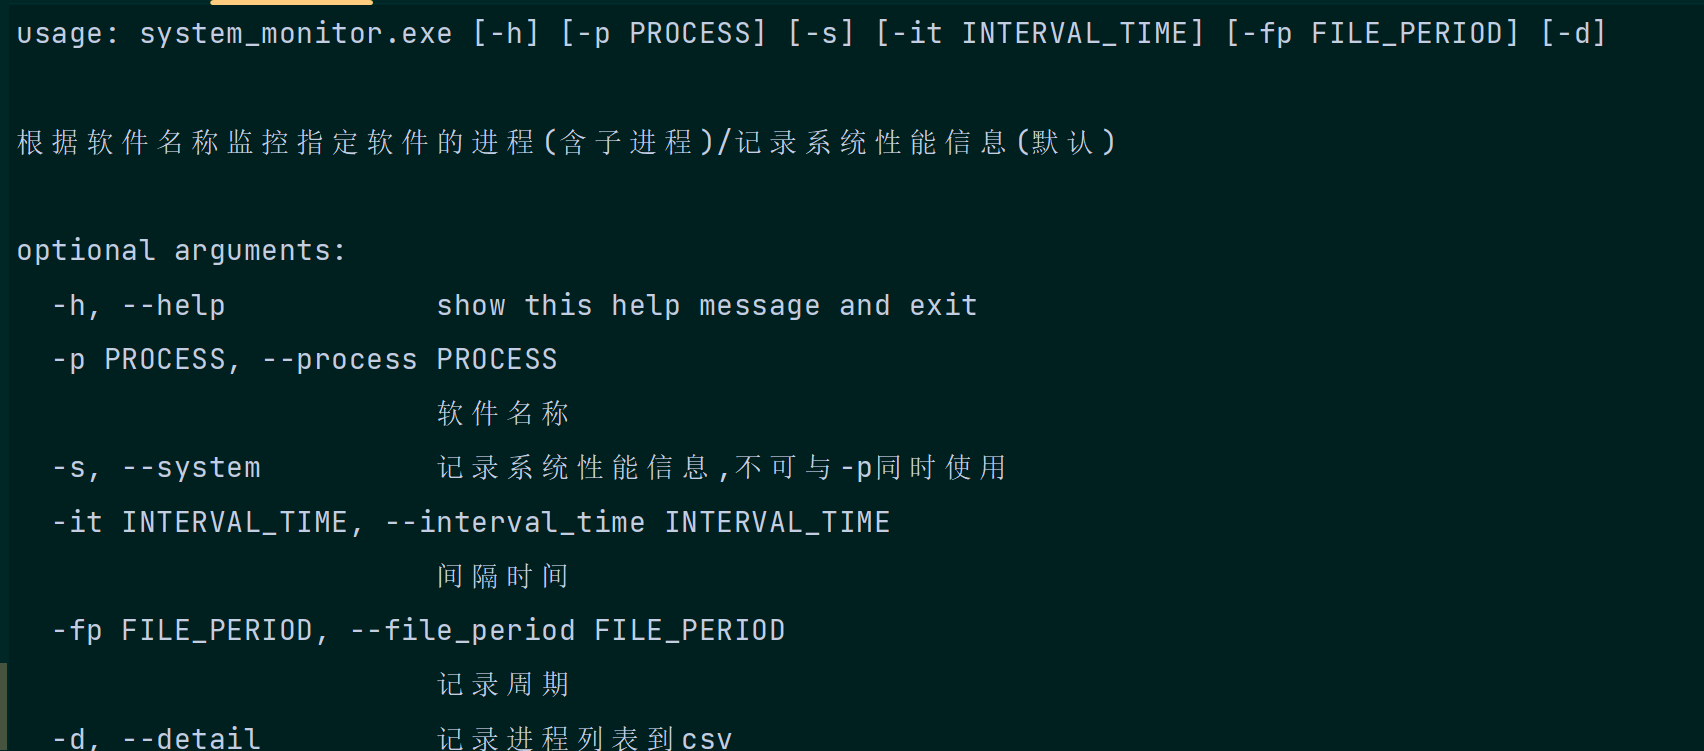 usage: system_monitor.exe [-h] [-p PROCESS] [-s] [-it INTERVAL_TIME] [-fp FILE_PERIOD] [-d]
根据软件名称监控指定软件的进程(含子进程)/记录系统性能信息(默认)
optional arguments:
-h, --help show this help message and exit
-p PROCESS, --process PROCESS
软件名称
-s, --system 记录系统性能信息,不可与-p同时使用
-it INTERVAL_TIME, --interval_time INTERVAL_TIME
间隔时间
-fp FILE_PERIOD, --file_period FILE_PERIOD
记录周期
-d, --detail 记录进程列表到csv